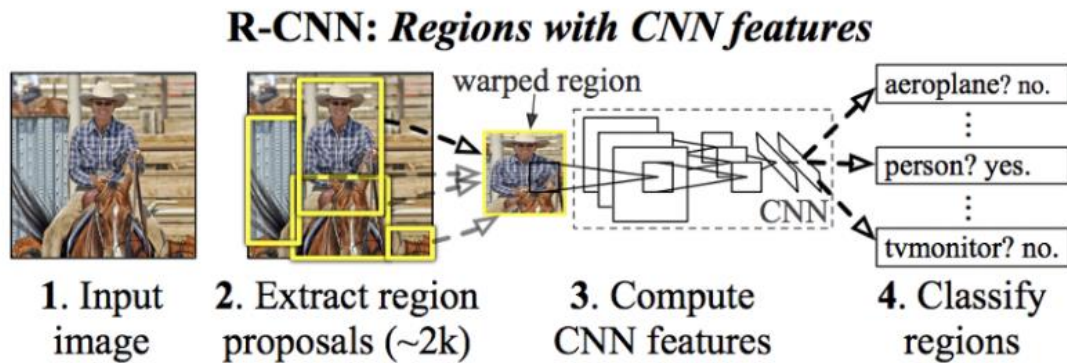 R-CNN: Regions with CNN features
warped region
aeroplane? no.
⋮
person? yes.
⋮
tvmonitor? no.
CNN
1. Input
image
2. Extract region
proposals (~2k)
3. Compute
CNN features
4. Classify
regions